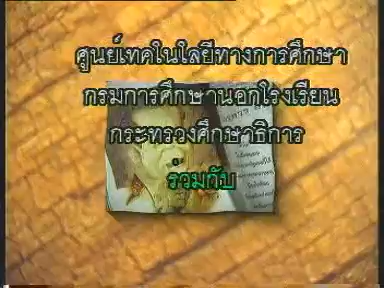 ศูนย์เทคโนโลยีทางการศึกษา
กรมการศึกษานอกโรงเรียน
กระทรวงศึกษาธิการ
ร่วมกับ